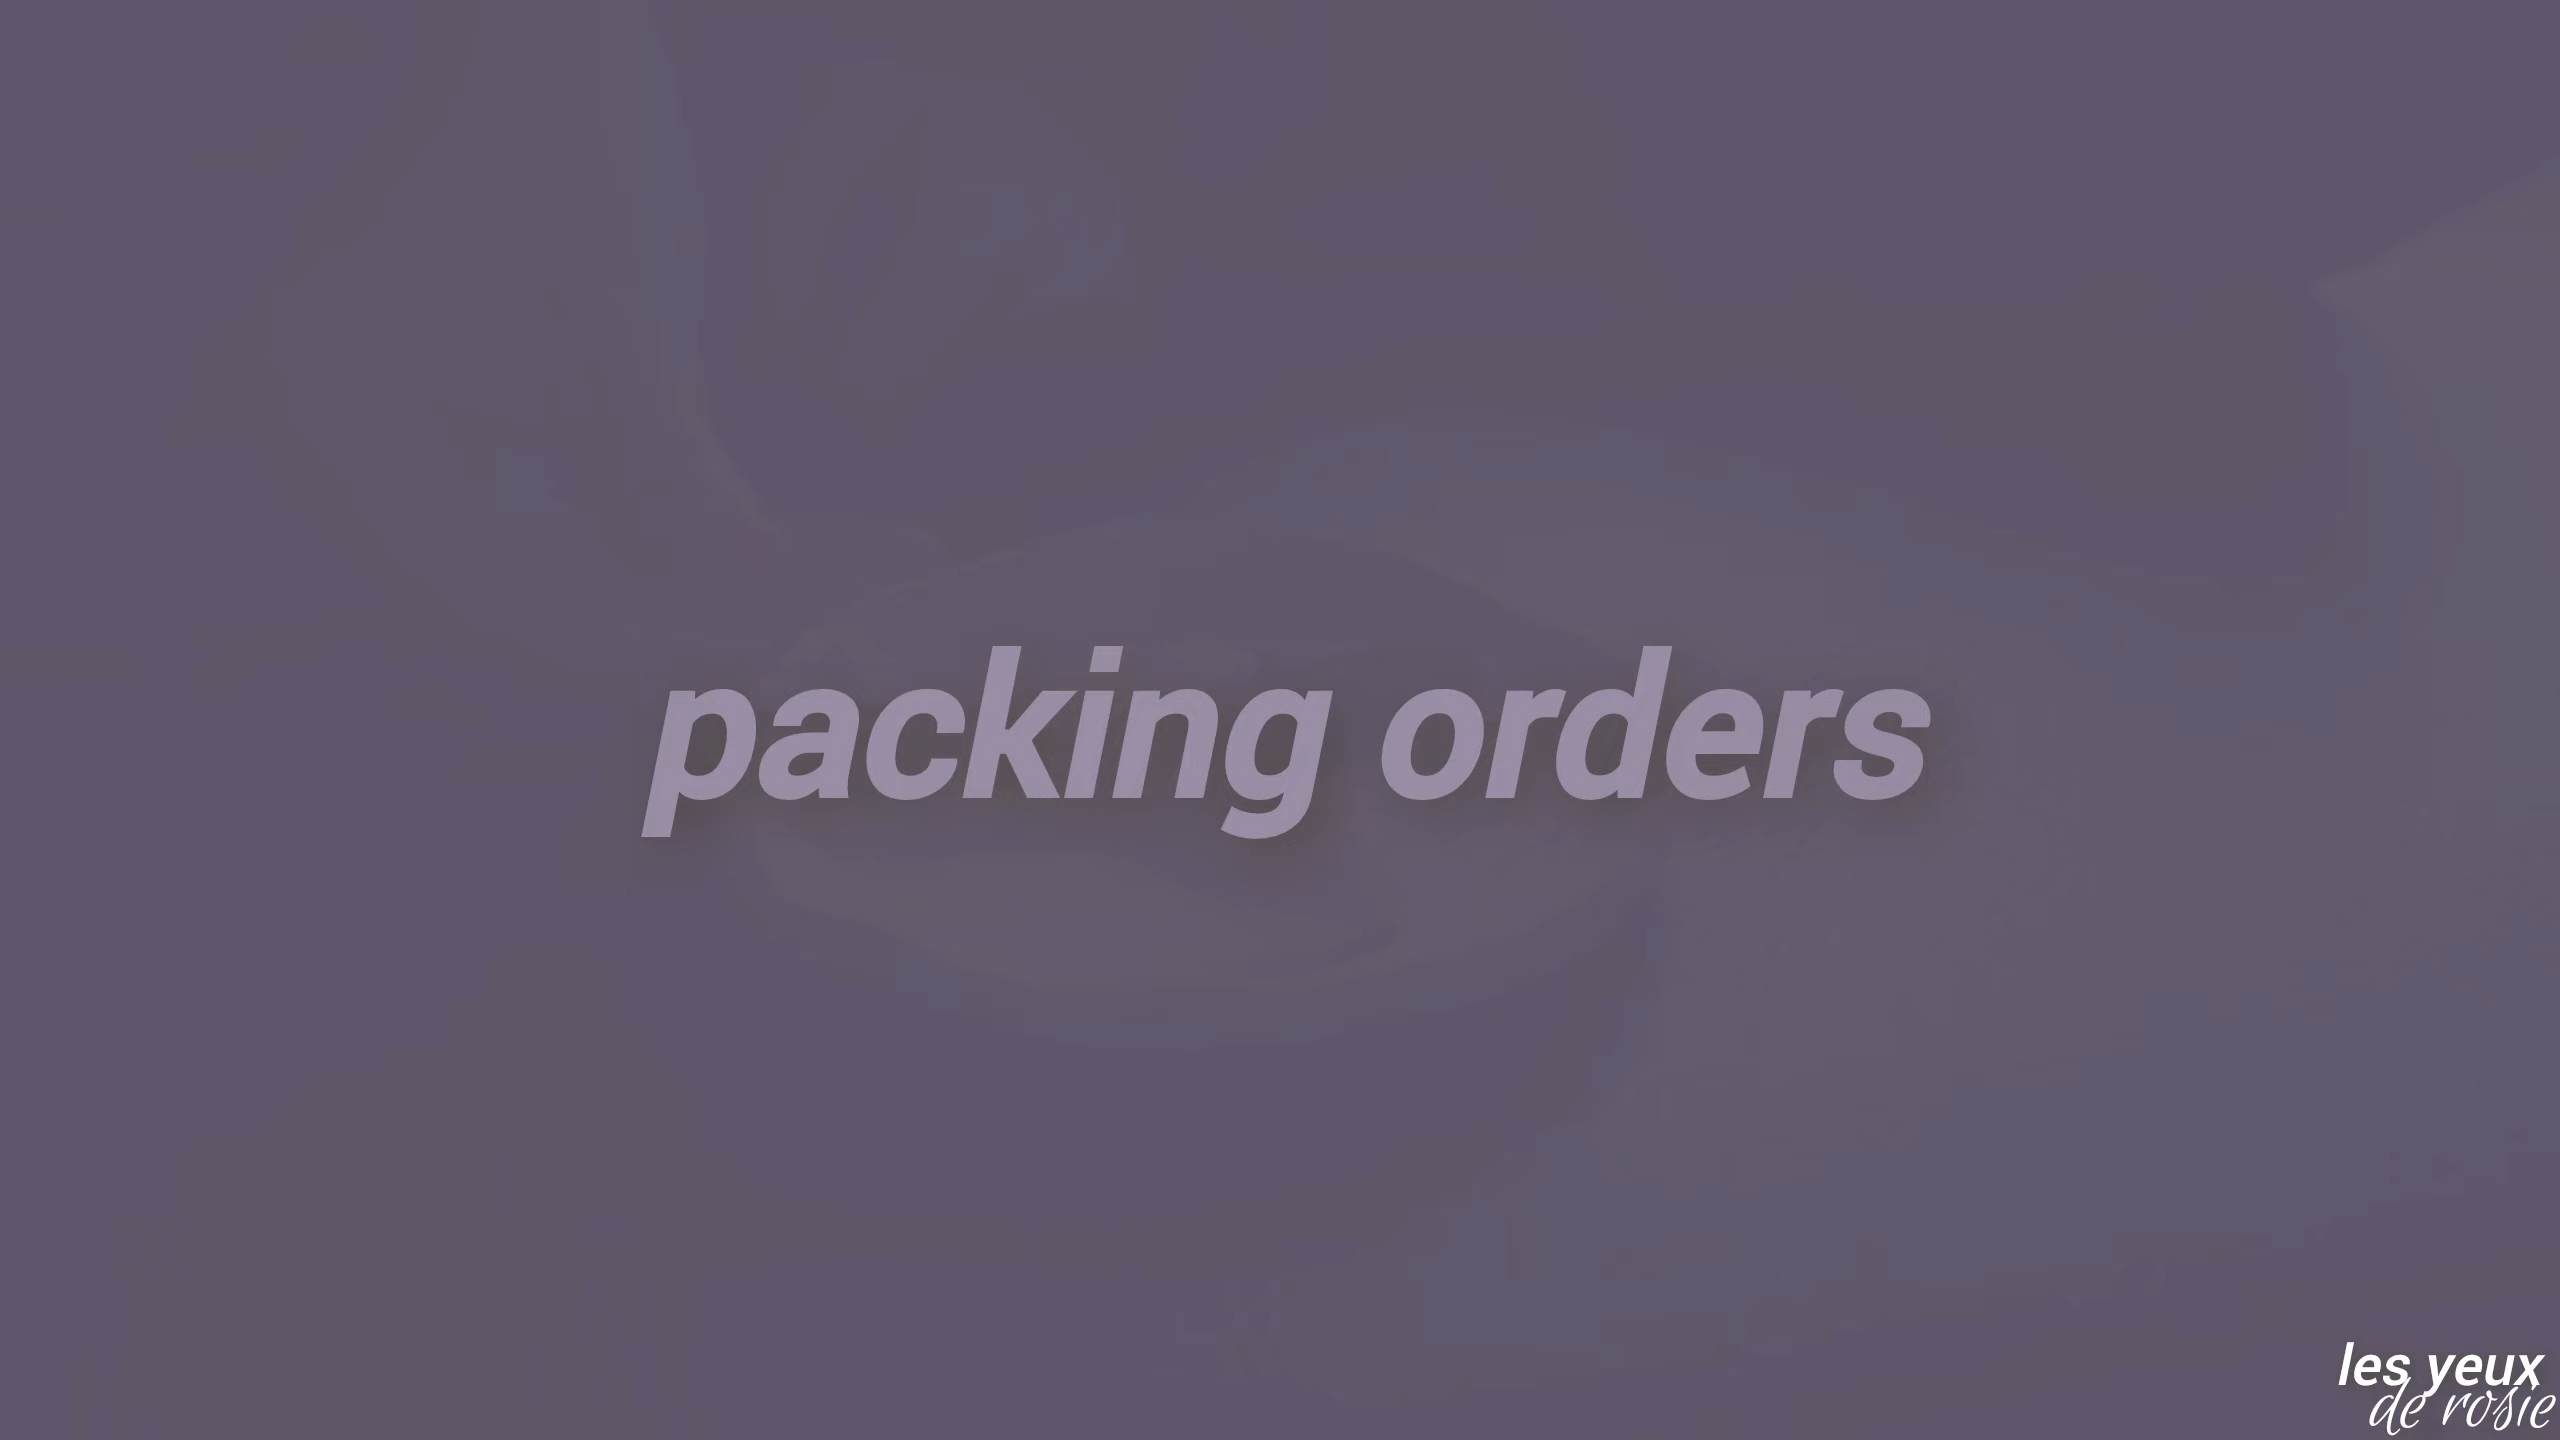 packing orders
les yeux
de rosie